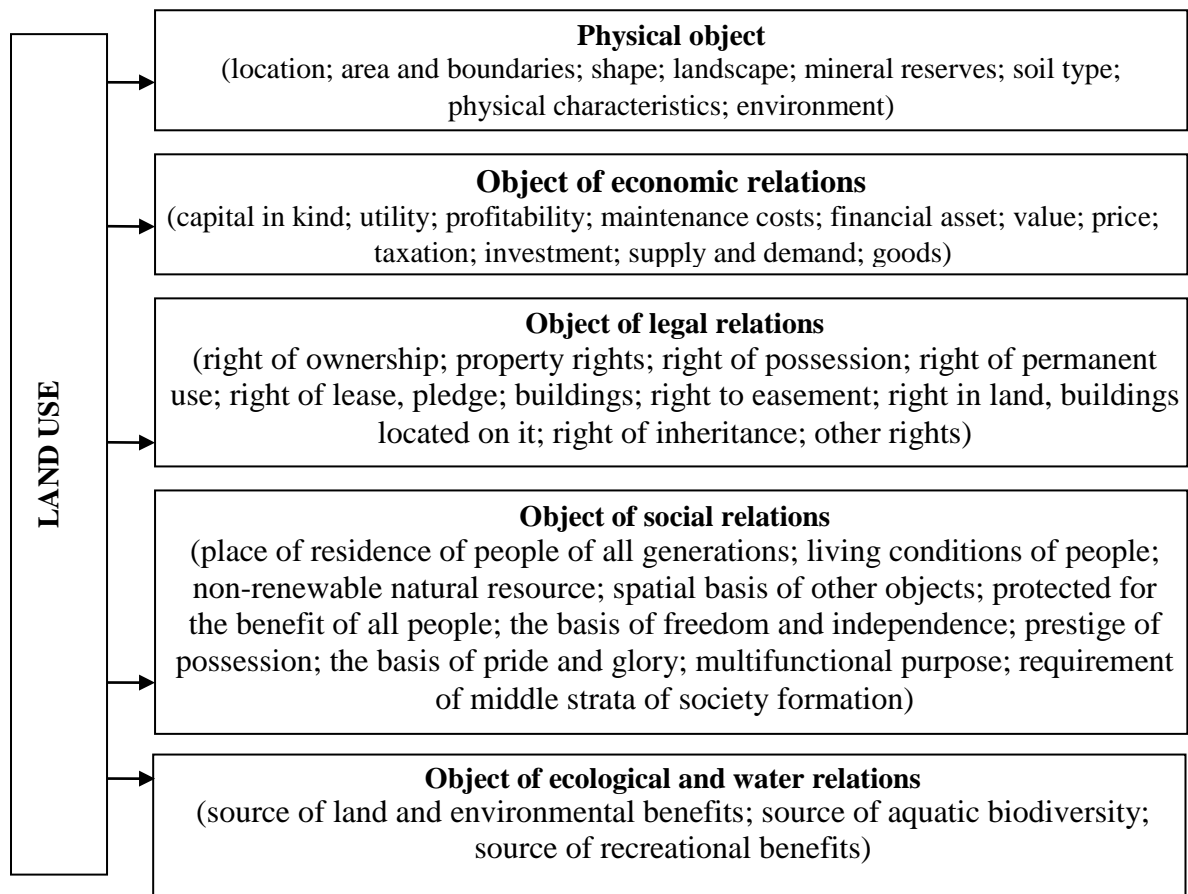 LAND USE
Physical object
(location; area and boundaries; shape; landscape; mineral reserves; soil type;
physical characteristics; environment)
Object of economic relations
(capital in kind; utility; profitability; maintenance costs; financial asset; value; price;
taxation; investment; supply and demand; goods)
Object of legal relations
(right of ownership; property rights; right of possession; right of permanent
use; right of lease, pledge; buildings; right to easement; right in land, buildings
located on it; right of inheritance; other rights)
Object of social relations
(place of residence of people of all generations; living conditions of people;
non-renewable natural resource; spatial basis of other objects; protected for
the benefit of all people; the basis of freedom and independence; prestige of
possession; the basis of pride and glory; multifunctional purpose; requirement
of middle strata of society formation)
Object of ecological and water relations
(source of land and environmental benefits; source of aquatic biodiversity;
source of recreational benefits)